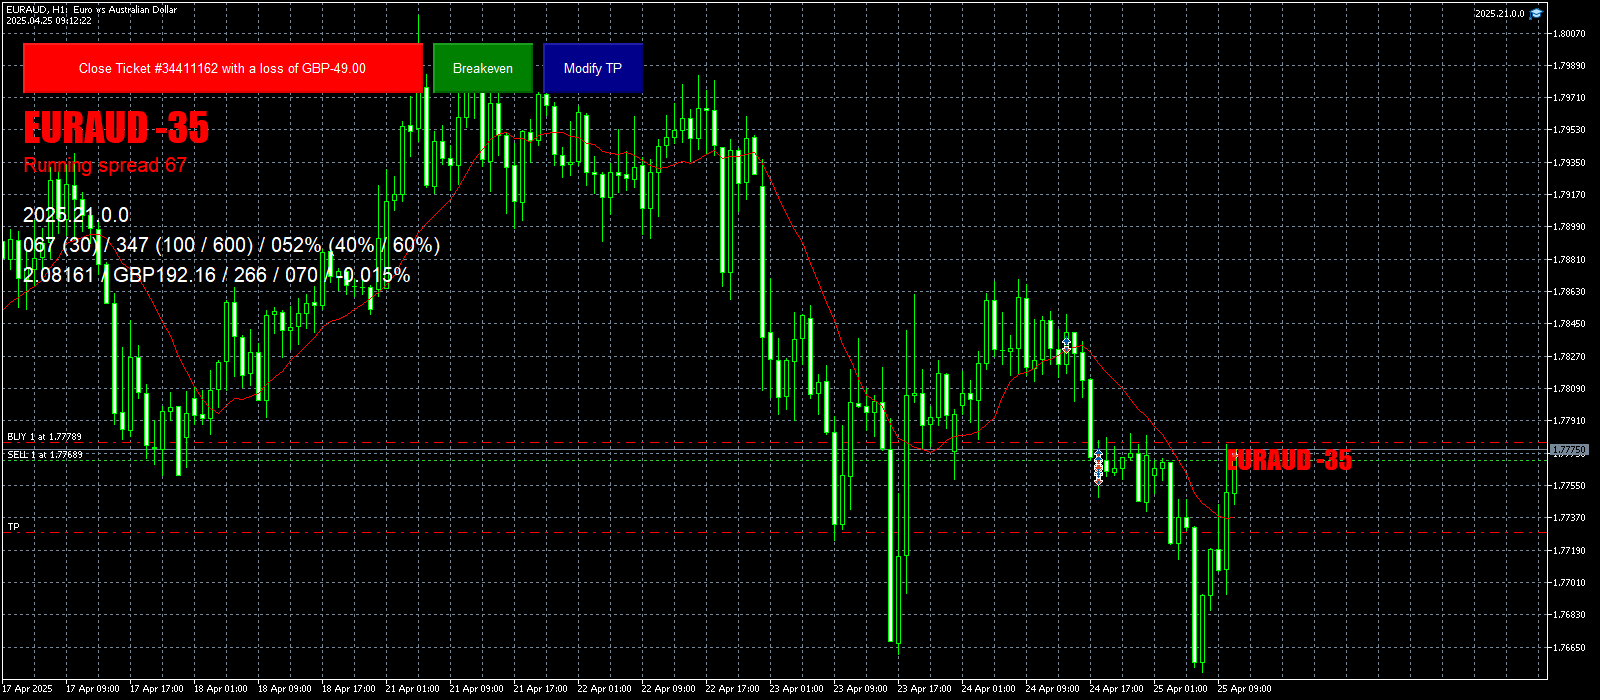 EURAUD, H1: Euro vs Australian Dollar
2025.04.25 09:12:22
2025.21.0.0
Close Ticket #34411162 with a loss of GBP-49.00
Breakeven
Modify TP
EURAUD -35
Running spread 67
2025.21.0.0
067 (30) / 347 (100 / 600) / 052% (40% / 60%)
2.08161 / GBP192.16 / 266 / 070 / -0.015%
BUY 1 at 1.77789
SELL 1 at 1.77689
TP
EURAUD -35
1.80070
1.79890
1.79710
1.79530
1.79350
1.79170
1.78990
1.78810
1.78630
1.78450
1.78270
1.78090
1.77910
1.77750
1.77730
1.77550
1.77370
1.77190
1.77010
1.76830
1.76650
17 Apr 2025
17 Apr 09:00
17 Apr 17:00
18 Apr 01:00
18 Apr 09:00
18 Apr 17:00
21 Apr 01:00
21 Apr 09:00
21 Apr 17:00
22 Apr 01:00
22 Apr 09:00
22 Apr 17:00
23 Apr 01:00
23 Apr 09:00
23 Apr 17:00
24 Apr 01:00
24 Apr 09:00
24 Apr 17:00
25 Apr 01:00
25 Apr 09:00